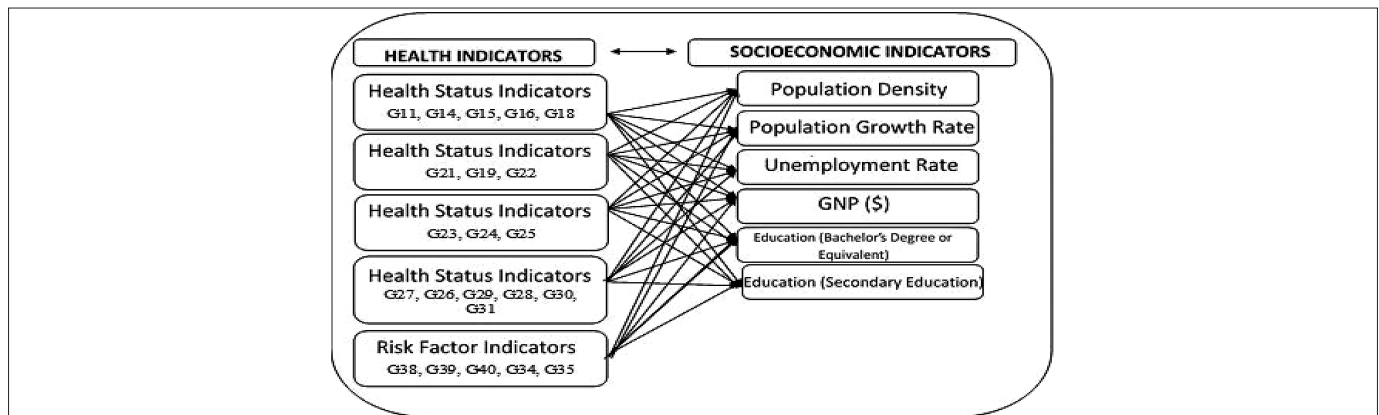 HEALTH INDICATORS
Health Status Indicators
G11, G14, G15, G16, G18
Health Status Indicators
G21, G19, G22
Health Status Indicators
G23, G24, G25
Health Status Indicators
G27, G26, G29, G28, G30,
G31
Risk Factor Indicators
G38, G39, G40, G34, G35
SOCIOECONOMIC INDICATORS
Population Density
Population Growth Rate
Unemployment Rate
GNP ($)
Education (Bachelor's Degree or
Equivalent)
Education (Secondary Education)